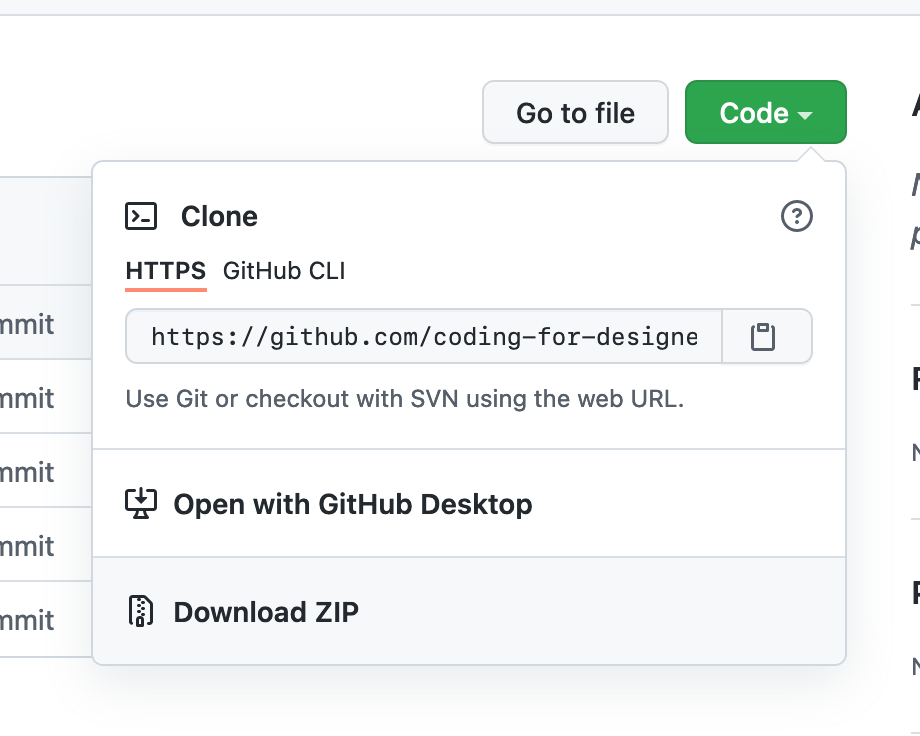 Go to file
Code
Clone
HTTPS GitHub CLI
https://github.com/coding-for-designe
Use Git or checkout with SVN using the web URL.
Open with GitHub Desktop
Download ZIP
mmit
mmit
mmit
mmit
mmit